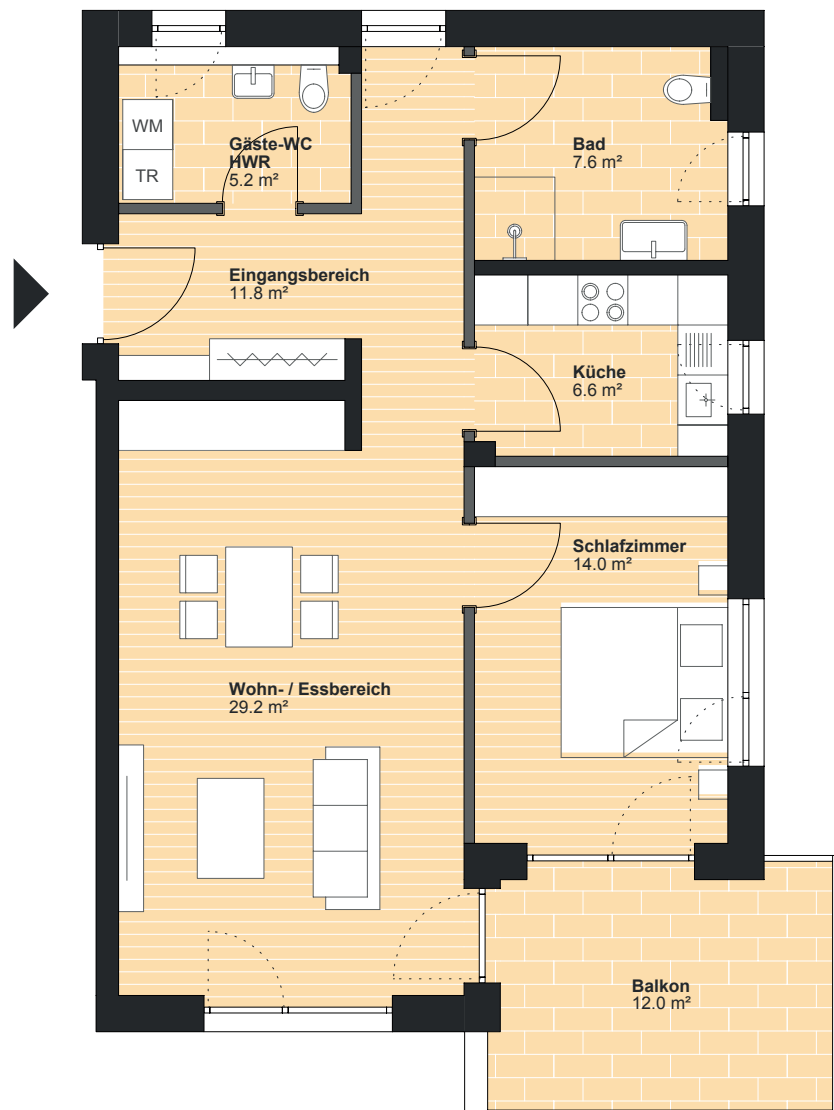 WM
TR
Gäste-WC
HWR
5.2 m²
Bad
7.6 m²
Eingangsbereich
11.8 m²
Küche
6.6 m²
Schlafzimmer
14.0 m²
Wohn- / Essbereich
29.2 m²
Balkon
12.0 m²